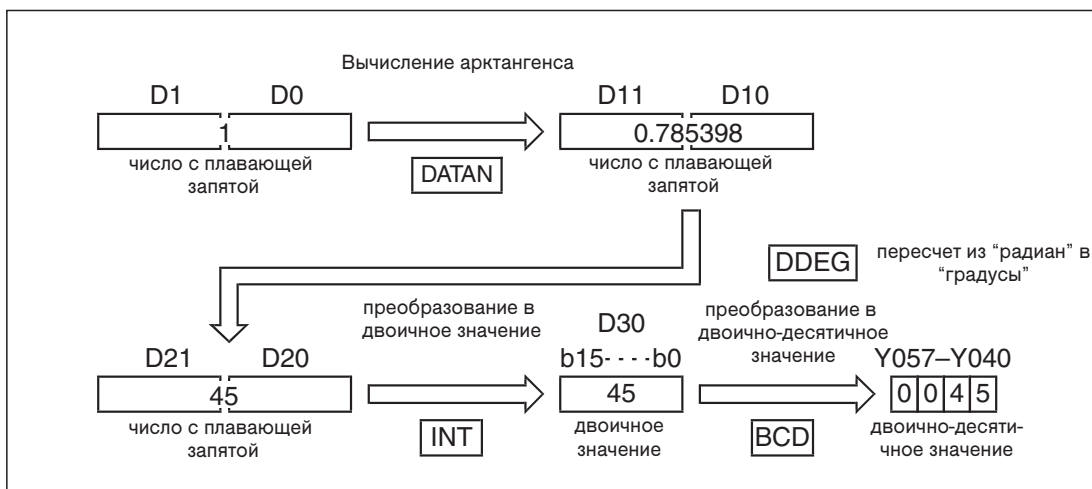 Вычисление арктангенса
D1 D0
D11 D10
1
0.785398
число с плавающей
запятой
DATAN
число с плавающей
запятой
DDEG
пересчет из “радиан” в
“градусы”
преобразование в
двоичное значение
преобразование в
двоично-десятичное
значение
D30
D21 D20
b15- - - -b0
Y057–Y040
45
45
0 0 4 5
число с плавающей
запятой
INT
двоичное
значение
BCD
двоично-десяти-
чное значение